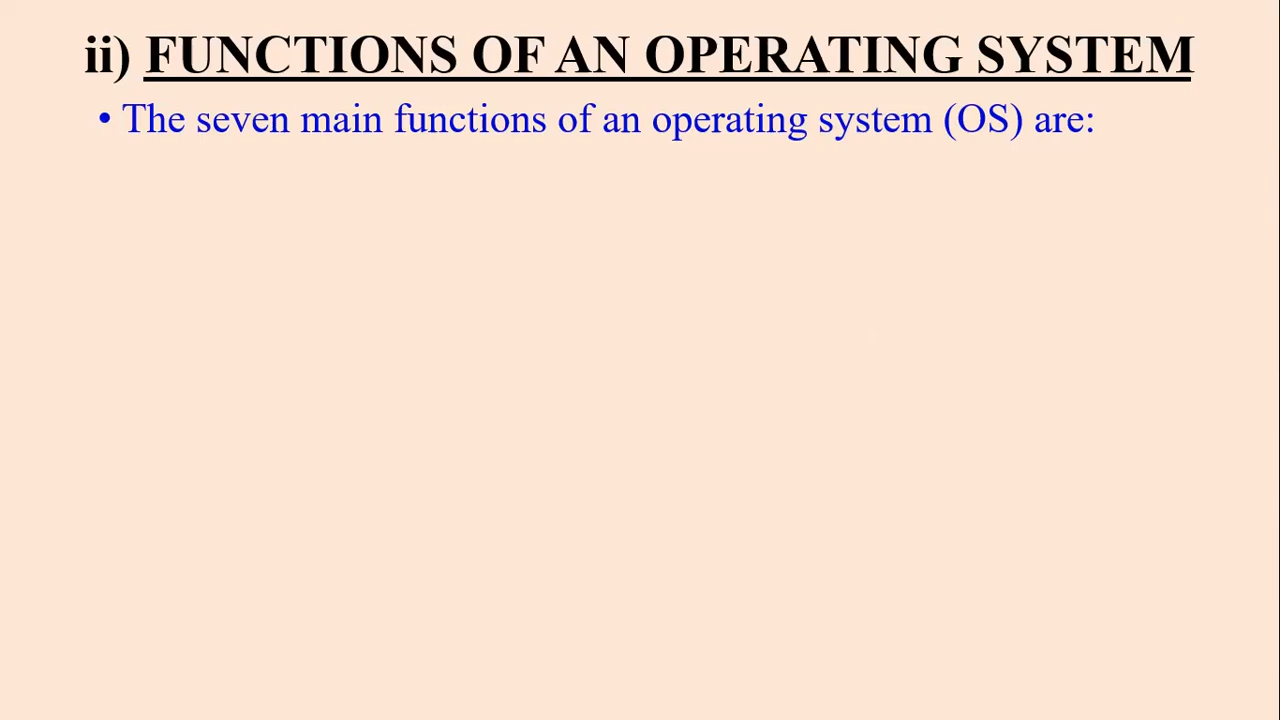 ii) FUNCTIONS OF AN OPERATING SYSTEM
• The seven main functions of an operating system (OS) are: